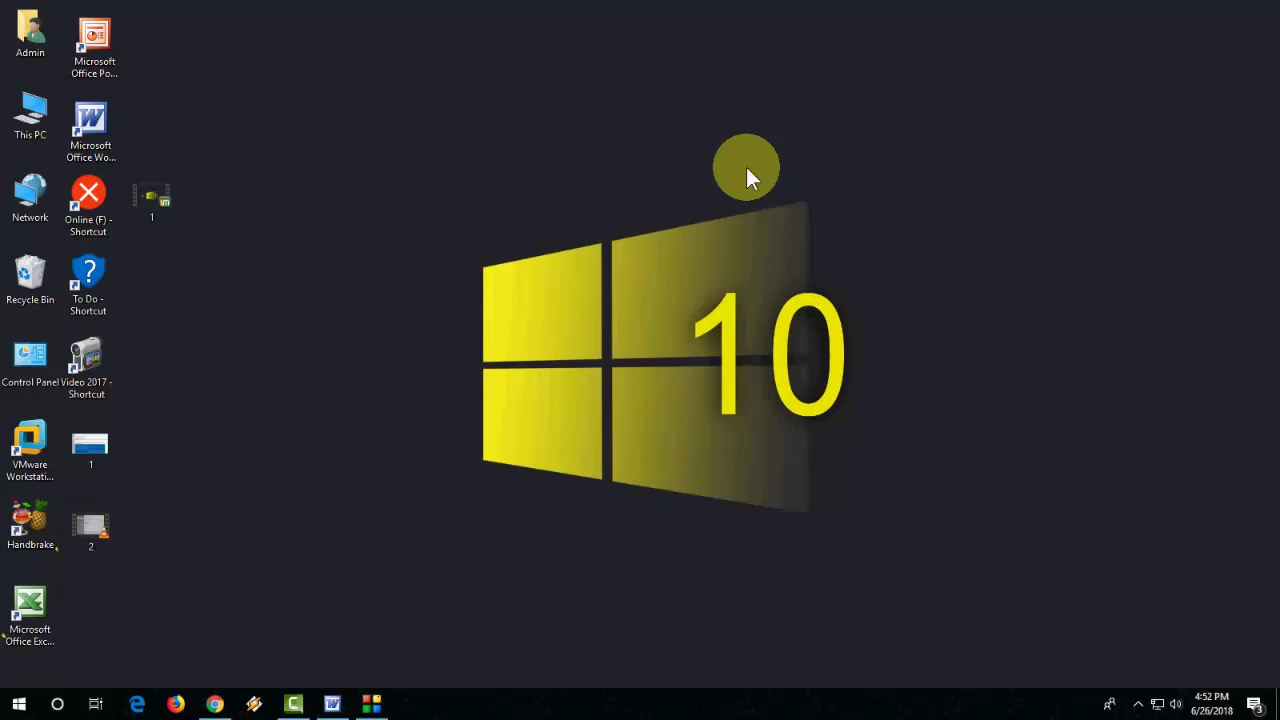 Admin
This PC
Network
Recycle Bin
Control Panel
VMware
Workstati...
Handbrake
Microsoft
Office Exc...
Microsoft
Office Po...
Microsoft
Office Wo...
Online (F) -
Shortcut
To Do -
Shortcut
Video 2017 -
Shortcut
1
2
1
10
4:52 PM
6/26/2018
3